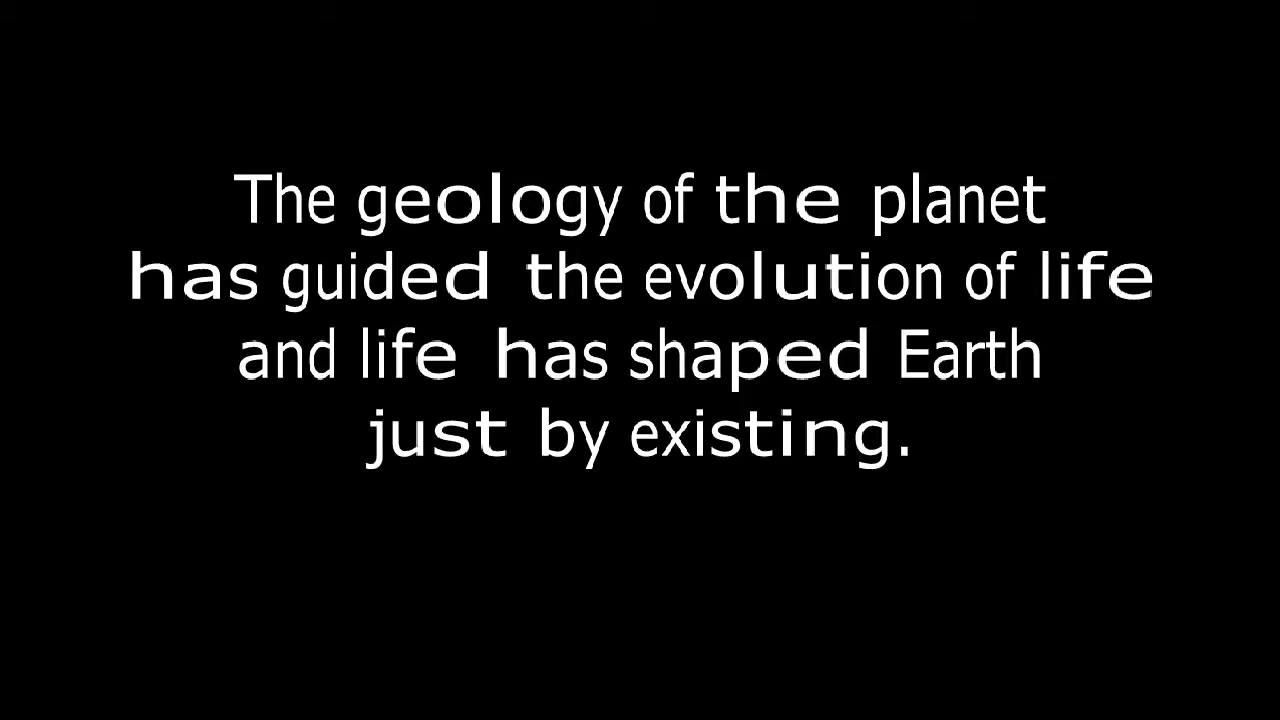 The geology of the planet
has guided the evolution of life
and life has shaped Earth
just by existing.